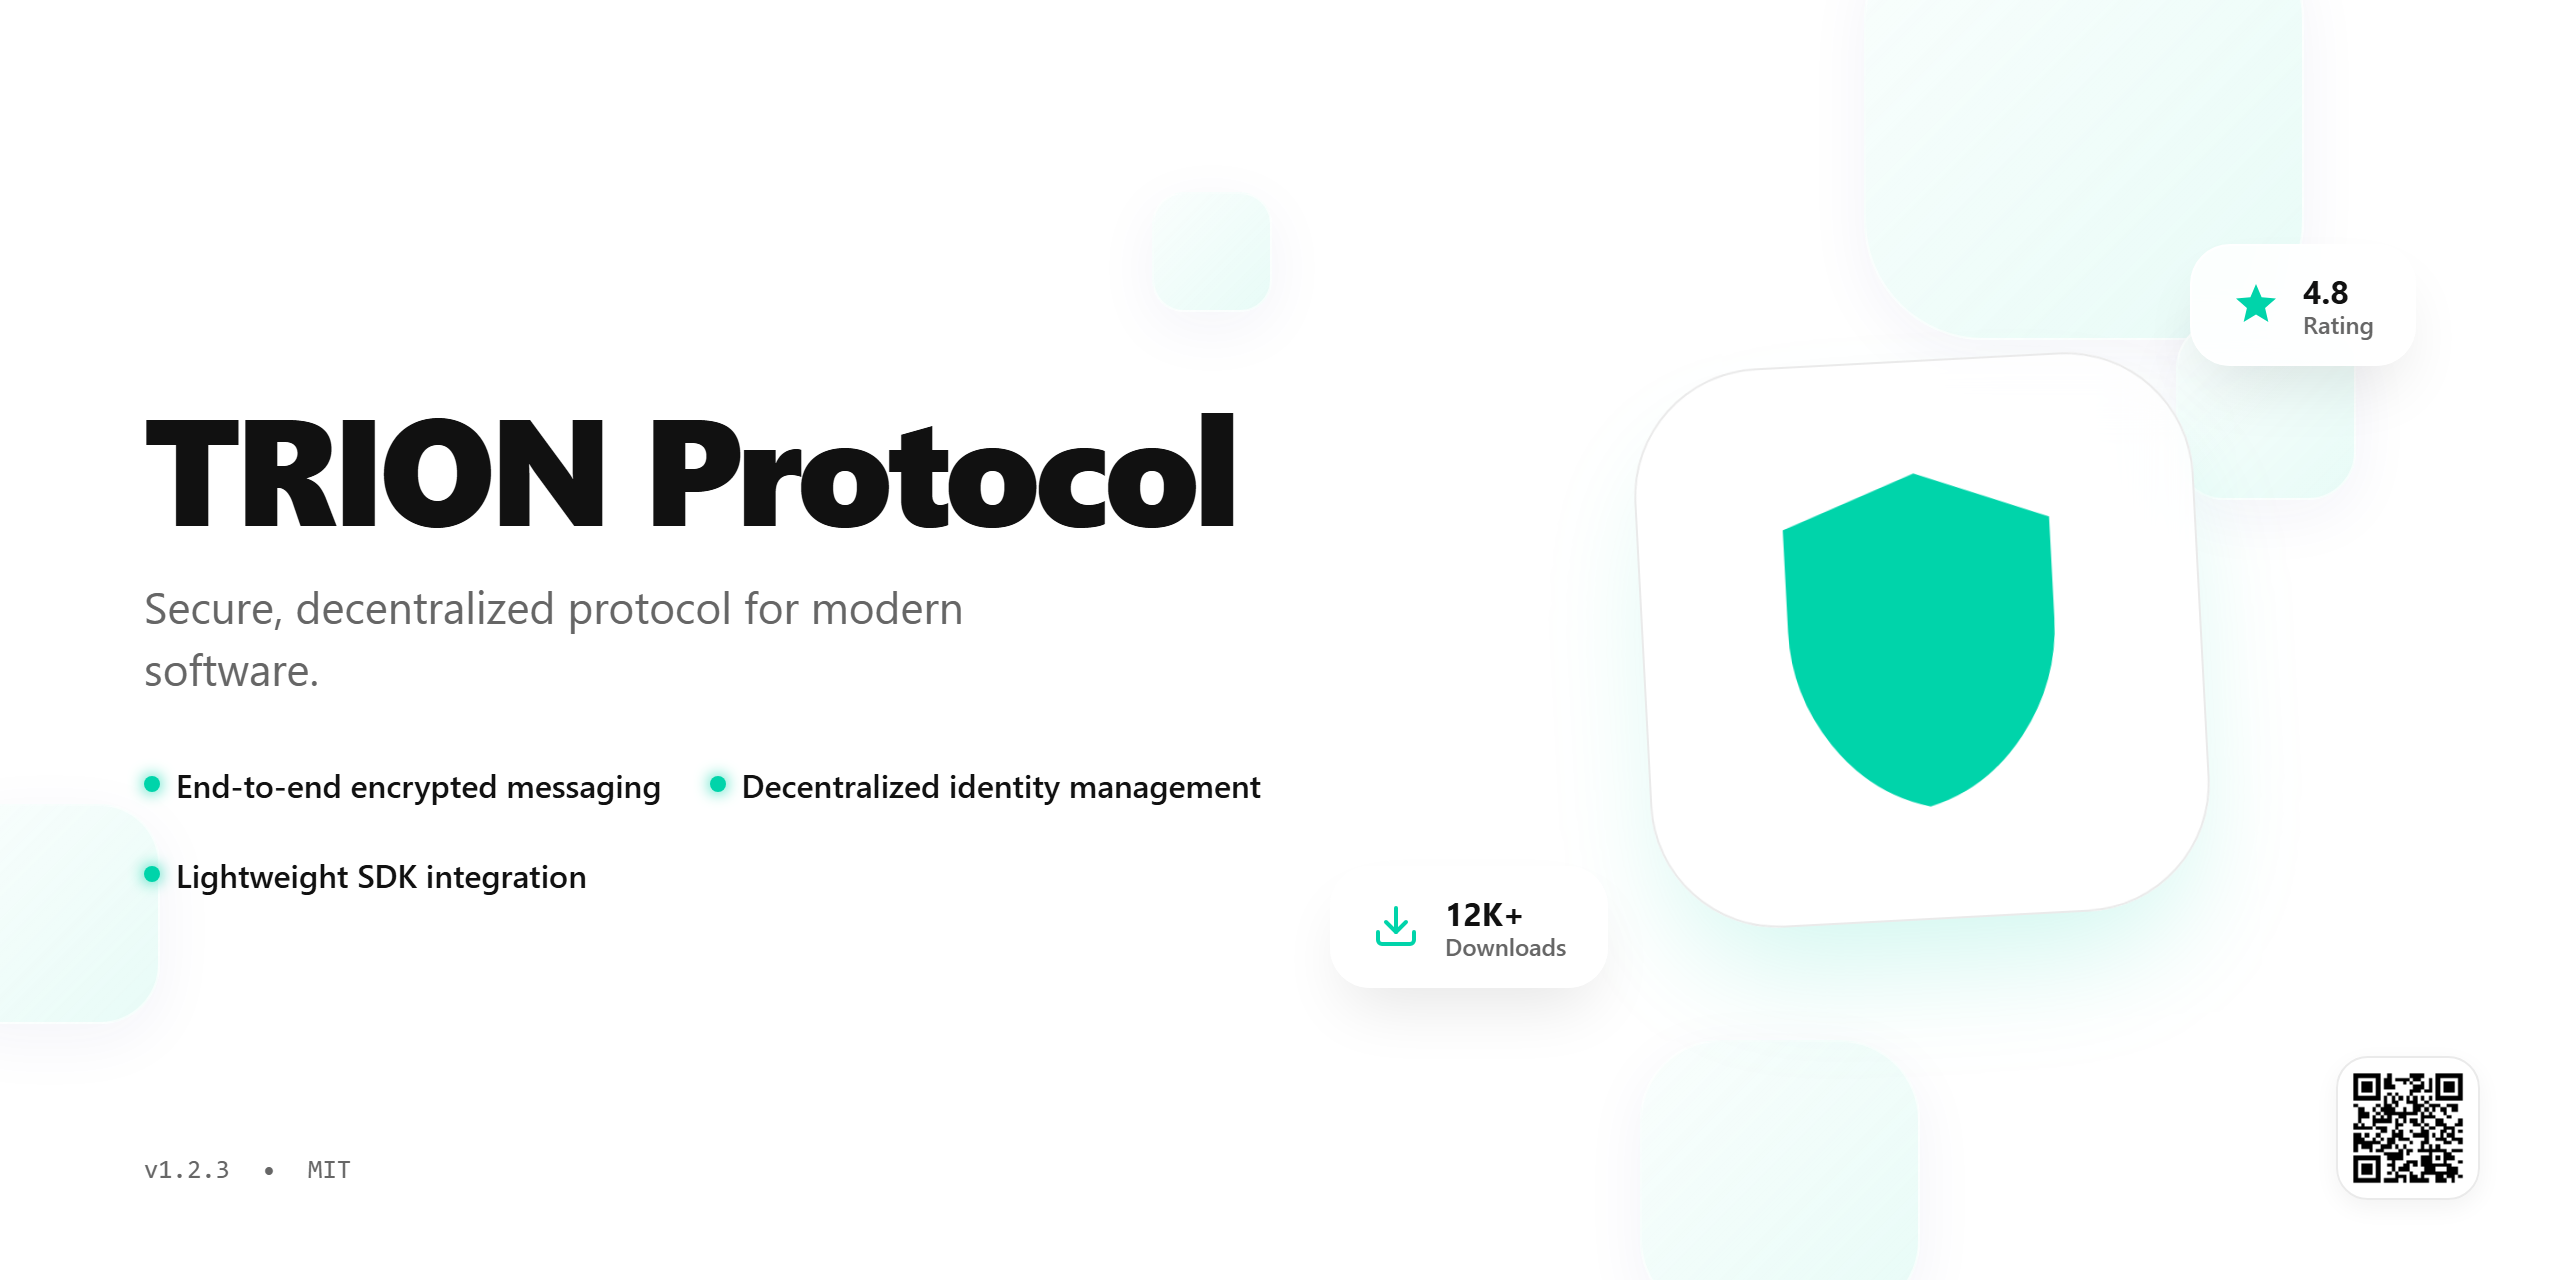 TRION Protocol
Secure, decentralized protocol for modern
software.
End-to-end encrypted messaging
Decentralized identity management
Lightweight SDK integration
4.8
Rating
12K+
Downloads
v1.2.3 • MIT